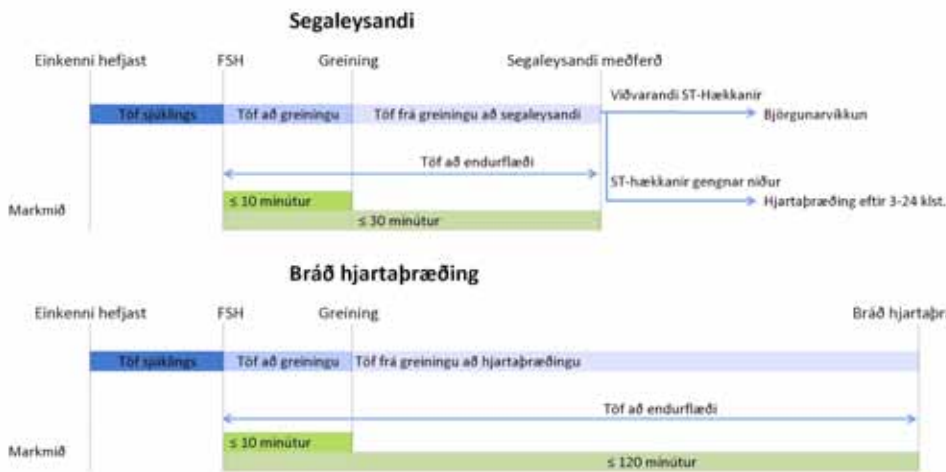 Segaleysandi
Einkenni hefjast FSH Greining Segaleysandi meðferð
Viðvarandi ST-Hækkanir
Töf sjúklings Töf að greiningu Töf frá greiningu að segaleysandi Björgunarvíkkun
Töf að endurflæði
ST-hækkanir gengnar niður
≤ 10 mínútur Hjartaþræðing eftir 3-24 klst.
Markmið
≤ 30 mínútur
Bráð hjartaþræðing
Einkenni hefjast FSH Greining Bráð hjartaþr
Töf sjúklings Töf að greiningu Töf frá greiningu að hjartaþræðingu
Töf að endurflæði
≤ 10 mínútur
Markmið
≤ 120 mínútur